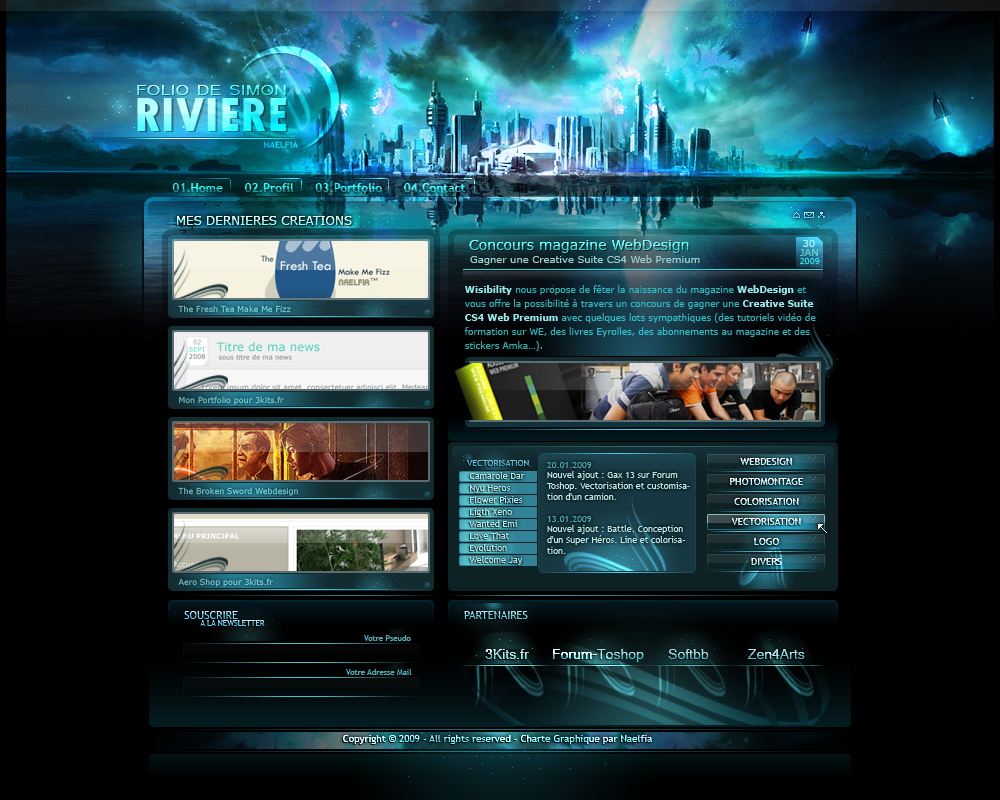 FOLIO DE SIMON
RIVIERE
NAELFIA
01.Home 02.Profil 03.Portfolio 04.Contact
MES DERNIERES CREATIONS
The Fresh Tea Make Me Fizz
NAELFIA™
The Fresh Tea Make Me Fizz
02
SEPT
2008
Titre de ma news
sous titre de ma news
Lorem ipsum dolor sit amet, consectetuer adipisci elit. Medea
Mon Portfolio pour 3kits.fr
The Broken Sword Webdesign
MENU PRINCIPAL
Aero Shop pour 3kits.fr
Concours magazine WebDesign
Gagner une Creative Suite CS4 Web Premium
30
JAN
2009
Wisibility nous propose de fêter la naissance du magazine WebDesign et
vous offre la possibilité à travers un concours de gagner une Creative Suite
CS4 Web Premium avec quelques lots sympathiques (des tutoriels vidéo de
formation sur WE, des livres Eyrolles, des abonnements au magazine et des
stickers Amka...).
WEB PREMIUM
VECTORISATION
Camarole Dar
Nyu Heros
Flower Pixies
Ligth Xeno
Wanted Emi
Love That
Evolution
Welcome Jay
20.01.2009
Nouvel ajout : Gax 13 sur Forum
Toshop. Vectorisation et customisa-
tion d'un camion.
13.01.2009
Nouvel ajout : Battle. Conception
d'un Super Héros. Line et colorisa-
tion.
WEBDESIGN
PHOTOMONTAGE
COLORISATION
VECTORISATION
LOGO
DIVERS
SOUSCRIRE
A LA NEWSLETTER
Votre Pseudo
Votre Adresse Mail
PARTENAIRES
3Kits.fr Forum-Toshop Softbb Zen4Arts
Copyright © 2009 - All rights reserved - Charte Graphique par Naelfia